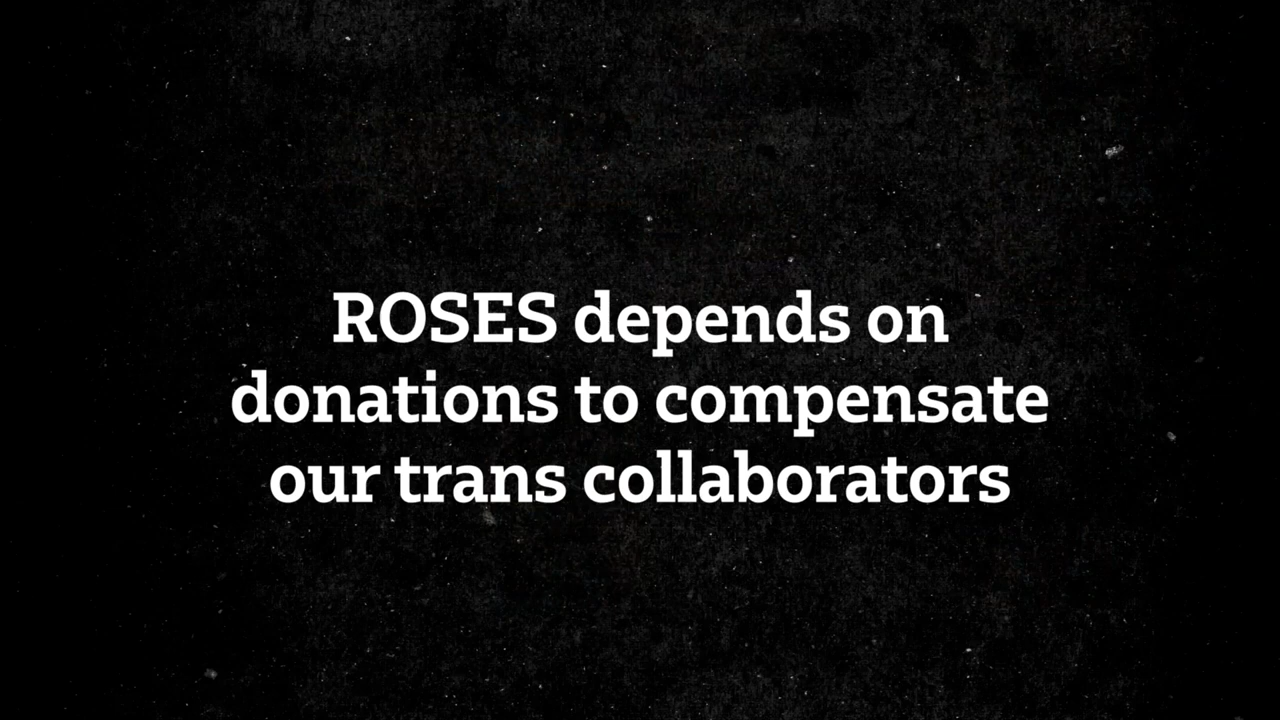 ROSES depends on
donations to compensate
our trans collaborators